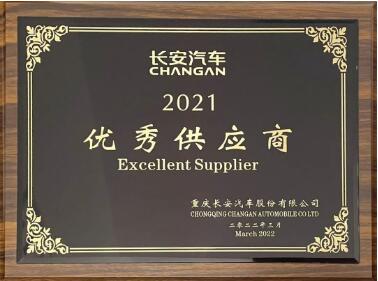 长安汽车
CHANGAN
2021
优秀供应商
Excellent Supplier
重庆长安汽车股份有限公司
CHONGQING CHANGAN AUTOMOBILE CO LTD
二〇二二年三月
March 2022